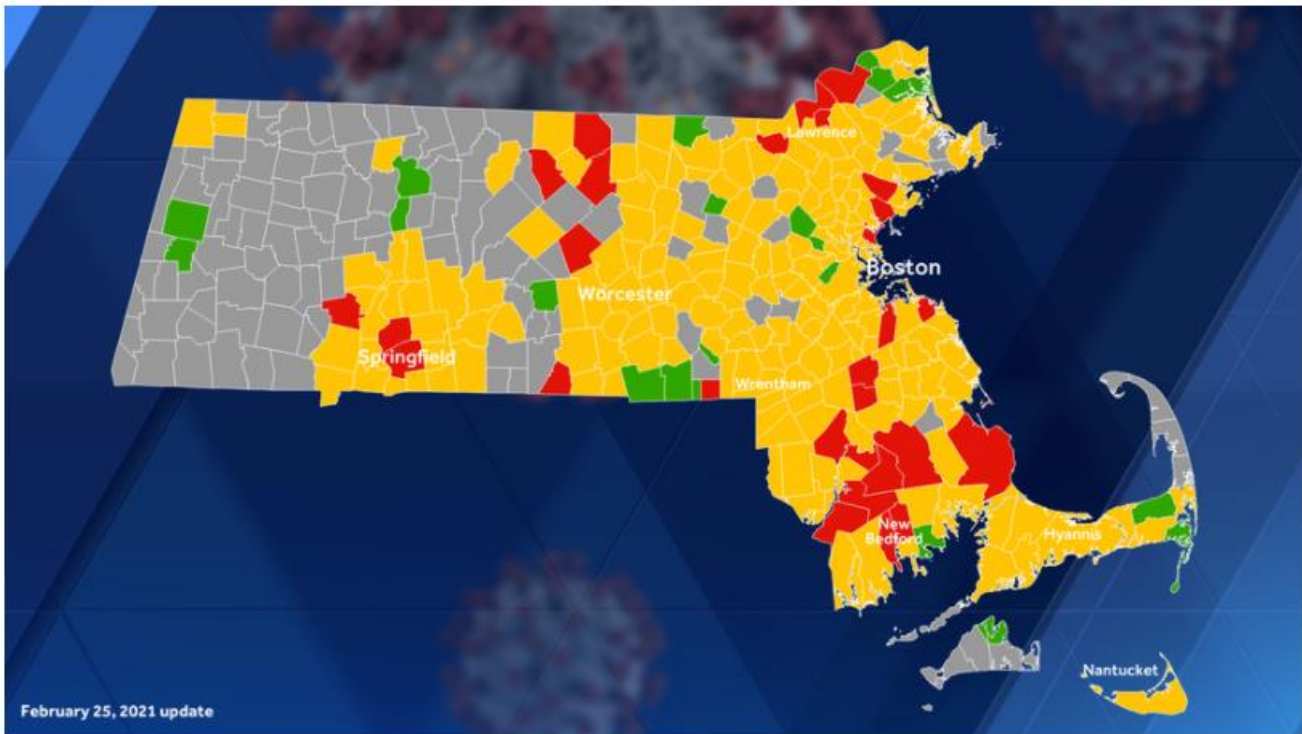 Lawrence
Boston
Worcester
Springfield
Wrentham
New
Bedford
Hyannis
Nantucket
February 25, 2021 update